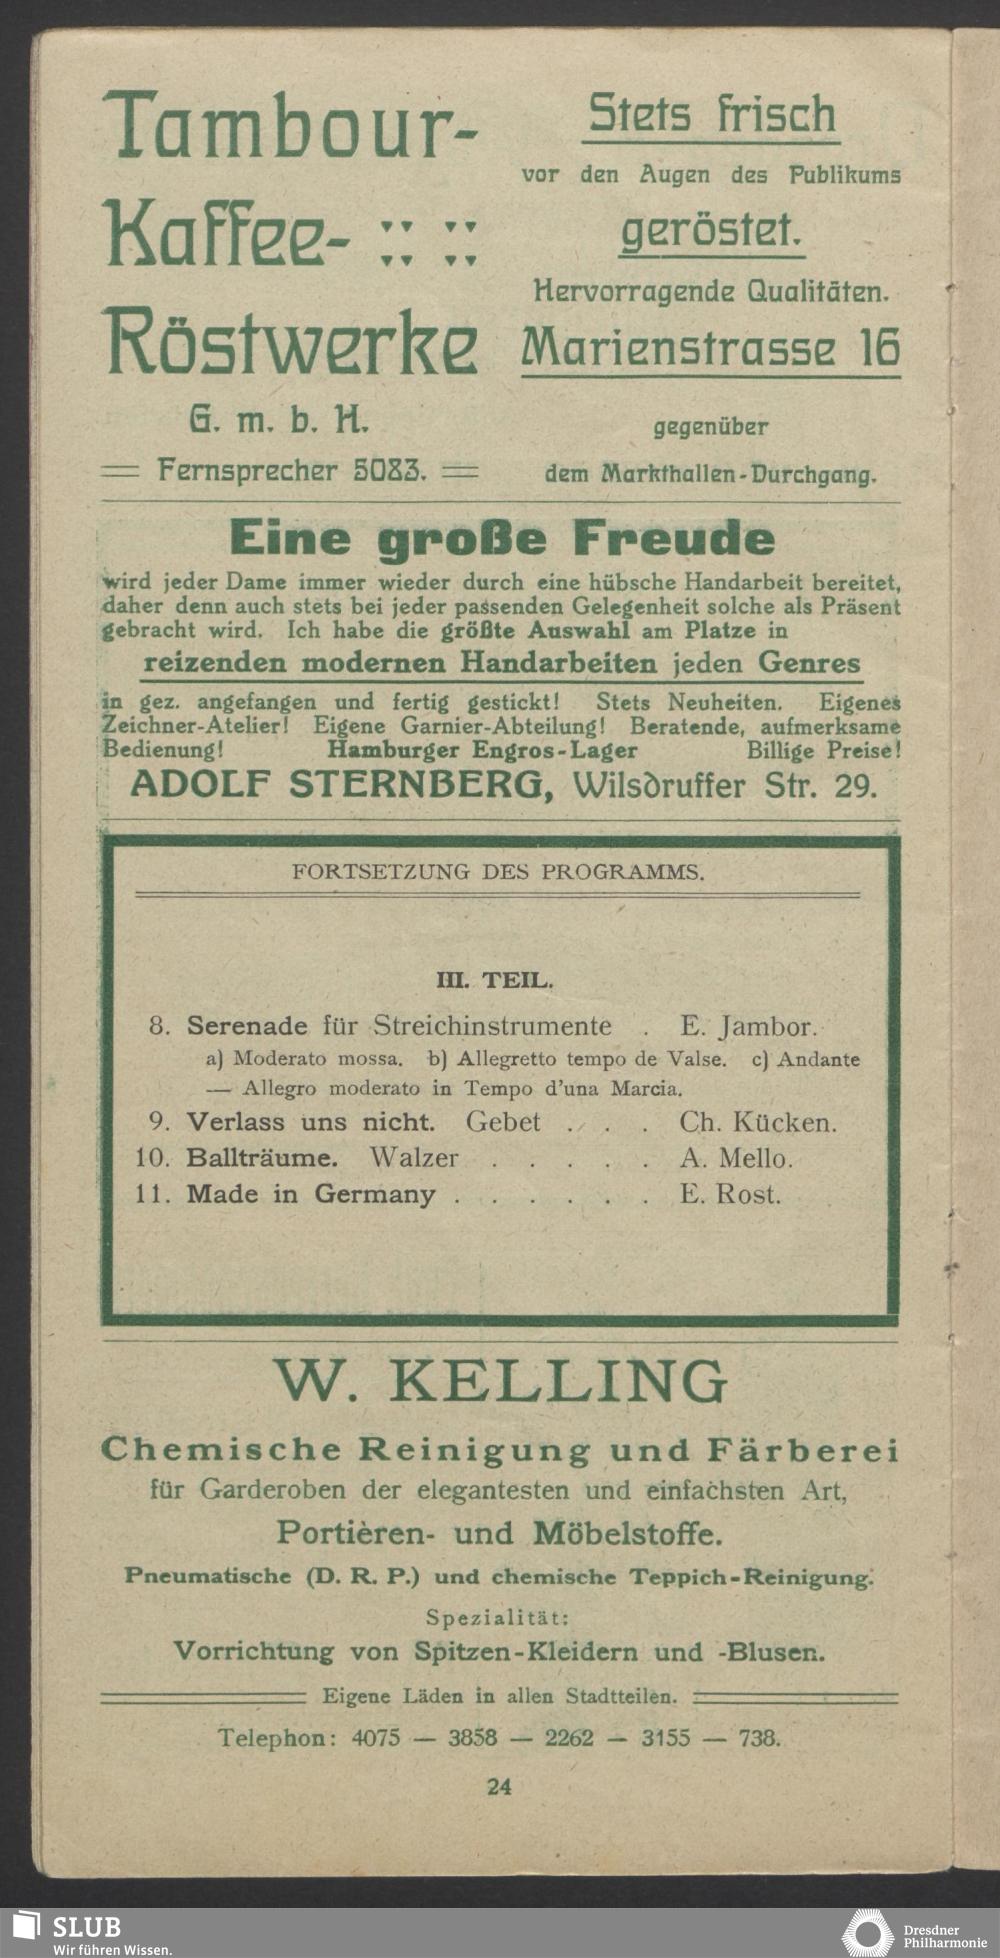 Tambour-
Kaffee-
Röstwerke
G. m. b. H.
Fernsprecher 5083.
Stets frisch
vor den Augen des Publikums
geröstet.
Hervorragende Qualitäten.
Marienstrasse 16
gegenüber
dem Markthallen-Durchgang.
Eine große Freude
wird jeder Dame immer wieder durch eine hübsche Handarbeit bereitet,
daher denn auch stets bei jeder passenden Gelegenheit solche als Präsent
gebracht wird. Ich habe die größte Auswahl am Platze in
reizenden modernen Handarbeiten jeden Genres
in gez. angefangen und fertig gestickt! Stets Neuheiten. Eigenes
Zeichner-Atelier! Eigene Garnier-Abteilung! Beratende, aufmerksame
Bedienung! Hamburger Engros-Lager Billige Preise!
ADOLF STERNBERG, Wilsdruffer Str. 29.
FORTSETZUNG DES PROGRAMMS.
III. TEIL.
8. Serenade für Streichinstrumente . E. Jambor.
a) Moderato mossa. b) Allegretto tempo de Valse. c) Andante
— Allegro moderato in Tempo d'una Marcia.
9. Verlass uns nicht. Gebet . . . Ch. Kücken.
10. Ballträume. Walzer . . . . . A. Mello.
11. Made in Germany . . . . . . E. Rost.
W. KELLING
Chemische Reinigung und Färberei
für Garderoben der elegantesten und einfachsten Art,
Portièren- und Möbelstoffe.
Pneumatische (D. R. P.) und chemische Teppich-Reinigung.
Spezialität:
Vorrichtung von Spitzen-Kleidern und -Blusen.
Eigene Läden in allen Stadtteilen.
Telephon: 4075 — 3858 — 2262 — 3155 — 738.
24
SLUB
Wir führen Wissen.
Dresdner
Philharmonie